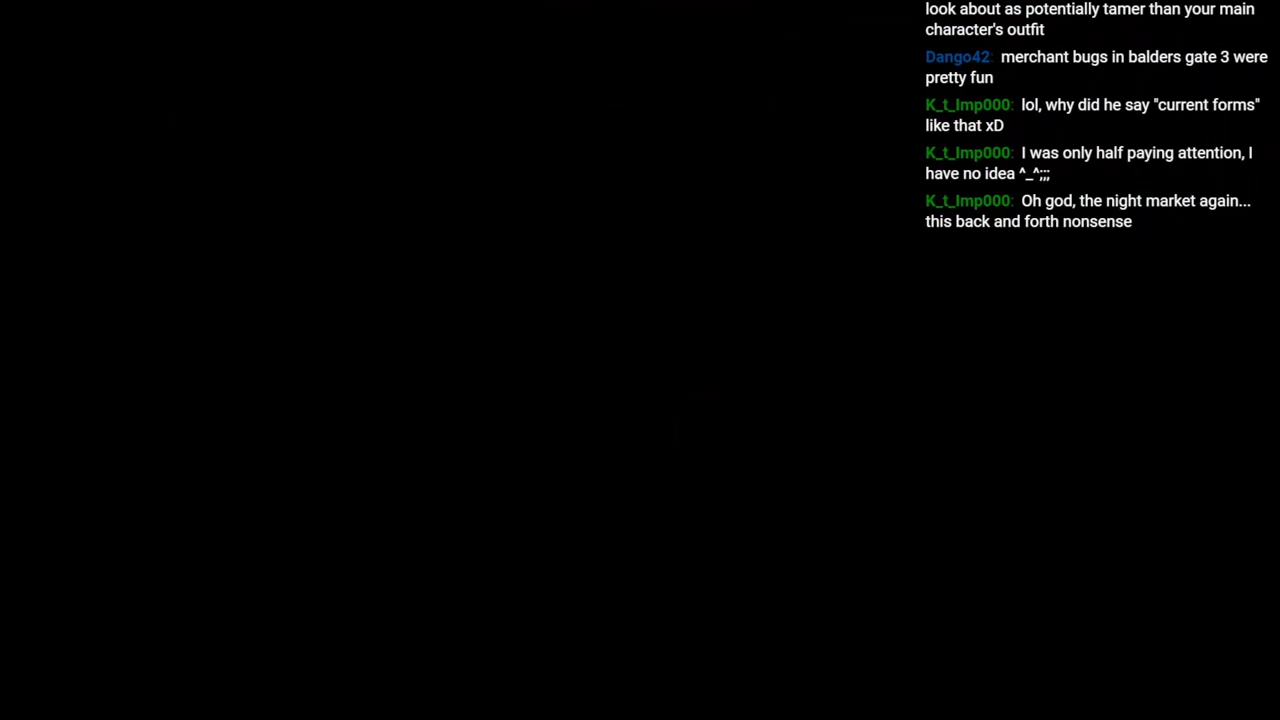 look about as potentially tamer than your main
character's outfit
Dango42: merchant bugs in balders gate 3 were
pretty fun
K_t_Imp000: lol, why did he say "current forms"
like that xD
K_t_Imp000: I was only half paying attention, I
have no idea ^_^;;;
K_t_Imp000: Oh god, the night market again...
this back and forth nonsense